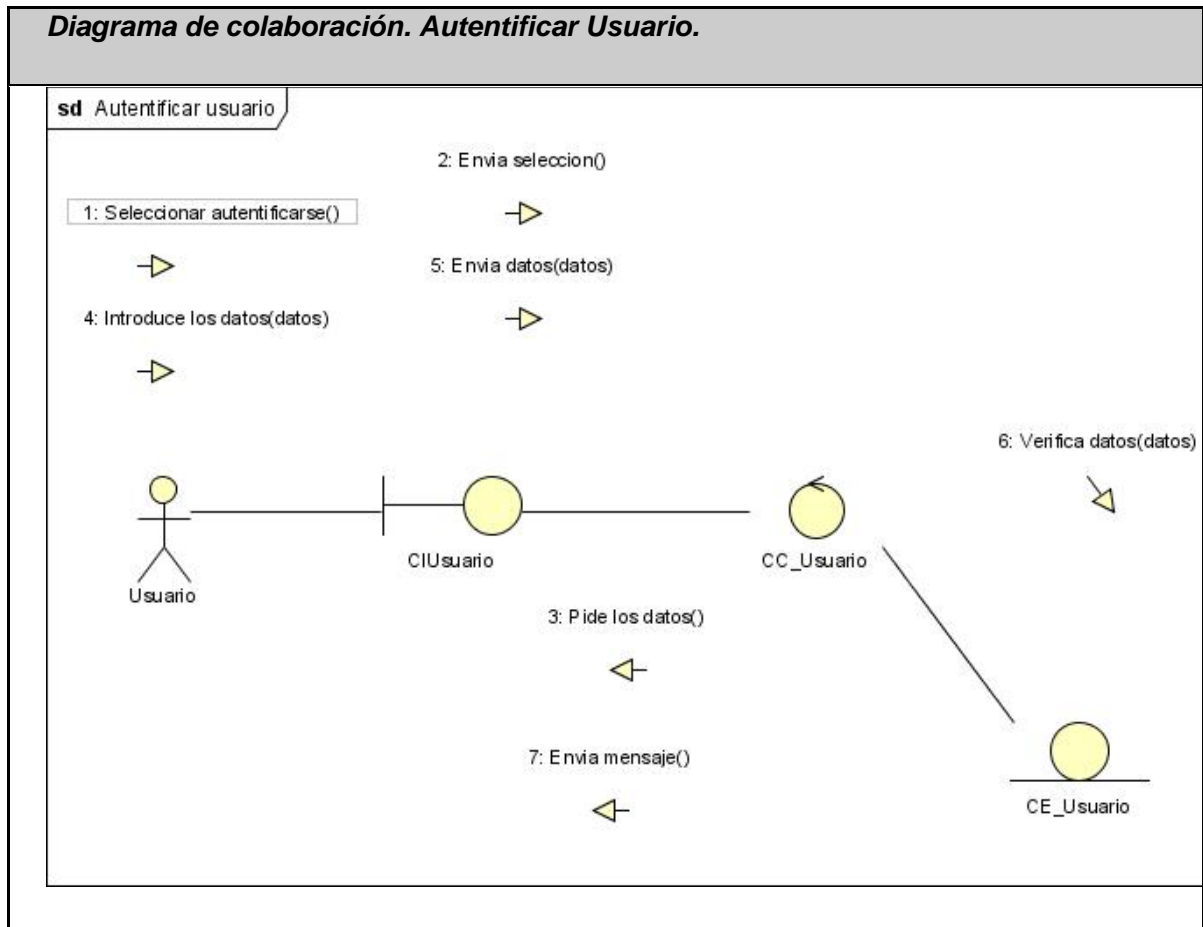 Diagrama de colaboración. Autentificar Usuario.
sd Autentificar usuario
2: Envia seleccion()
1: Seleccionar autentificarse()
5: Envia datos(datos)
4: Introduce los datos(datos)
6: Verifica datos(datos)
CIUsuario
CC_Usuario
Usuario
3: Pide los datos()
7: Envia mensaje()
CE_Usuario